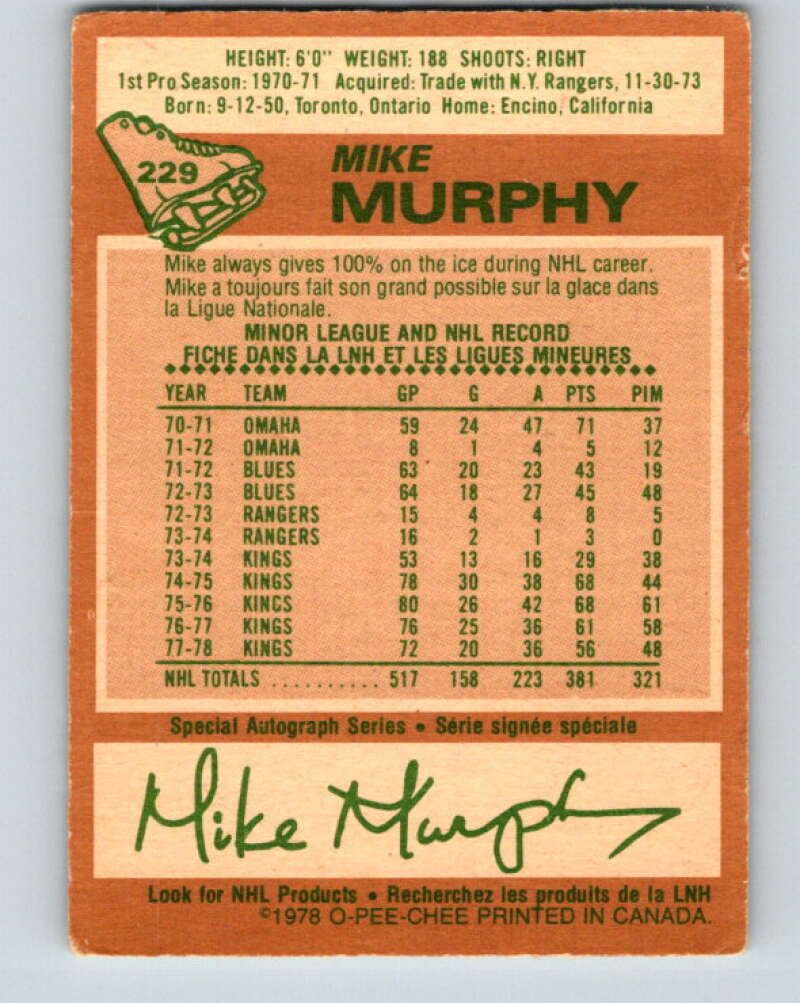 HEIGHT: 6'0" WEIGHT: 188 SHOOTS: RIGHT
1st Pro Season: 1970-71 Acquired: Trade with N.Y. Rangers, 11-30-73
Born: 9-12-50, Toronto, Ontario Home: Encino, California
229
MIKE
MURPHY
Mike always gives 100% on the ice during NHL career.
Mike a toujours fait son grand possible sur la glace dans
la Ligue Nationale.
MINOR LEAGUE AND NHL RECORD
FICHE DANS LA LNH ET LES LIGUES MINEURES
YEAR TEAM GP G A PTS PIM
70-71 OMAHA 59 24 47 71 37
71-72 OMAHA 8 1 4 5 12
71-72 BLUES 63 20 23 43 19
72-73 BLUES 64 18 27 45 48
72-73 RANGERS 15 4 4 8 5
73-74 RANGERS 16 2 1 3 0
73-74 KINGS 53 13 16 29 38
74-75 KINGS 78 30 38 68 44
75-76 KINGS 80 26 42 68 61
76-77 KINGS 76 25 36 61 58
77-78 KINGS 72 20 36 56 48
NHL TOTALS .......... 517 158 223 381 321
Special Autograph Series • Série signée spéciale
Mike Murphy
Look for NHL Products • Recherchez les produits de la LNH
©1978 O-PEE-CHEE PRINTED IN CANADA.